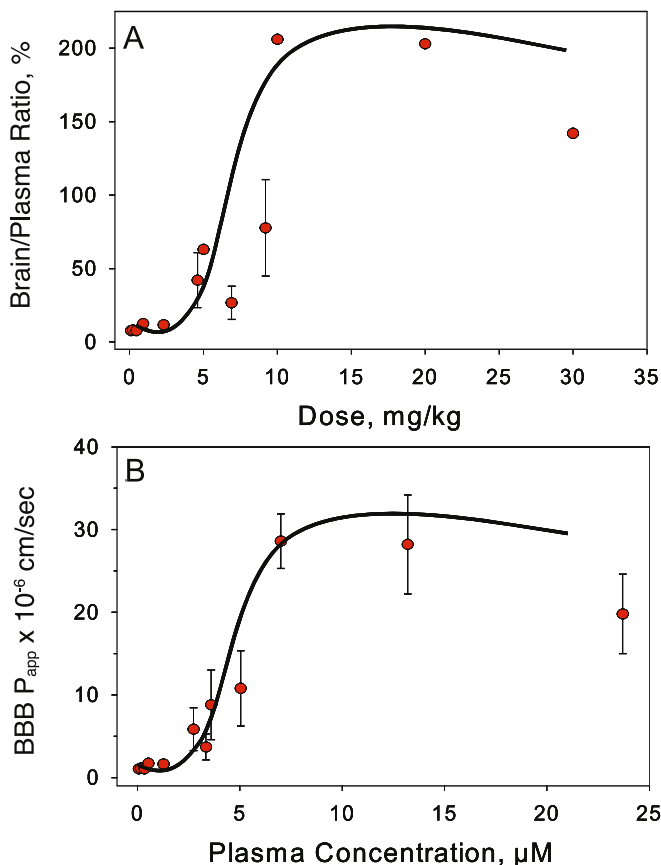 A
Brain/Plasma Ratio, %
200
150
100
50
0
0 5 10 15 20 25 30 35
Dose, mg/kg
B
BBB Papp x 10-6 cm/sec
40
30
20
10
0
0 5 10 15 20 25
Plasma Concentration, µM